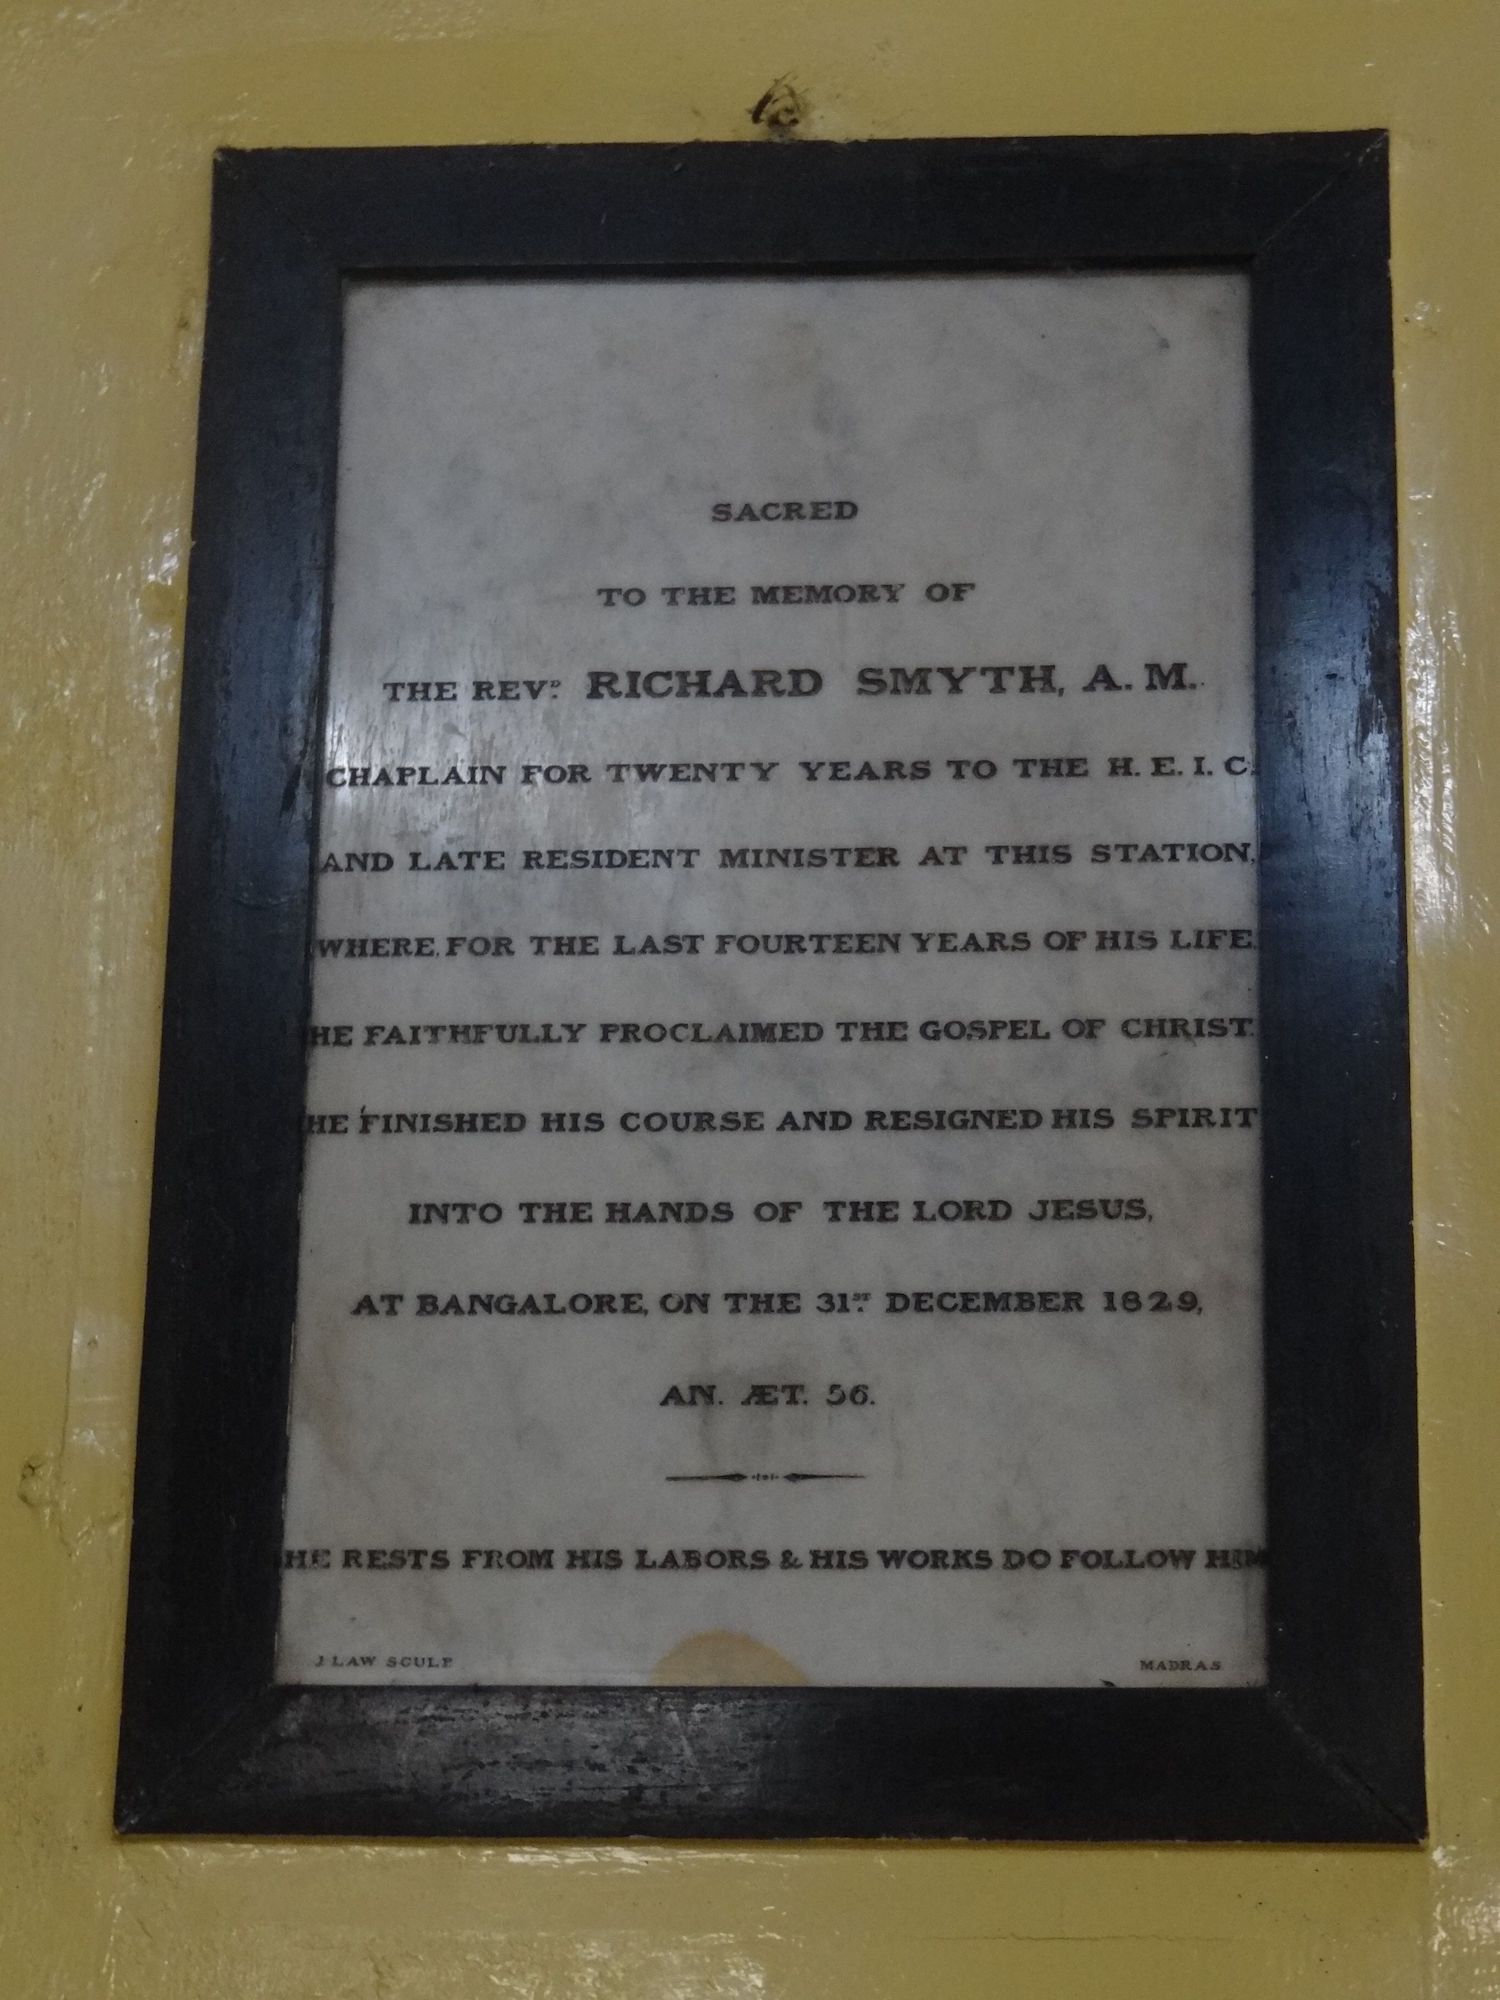 SACRED
TO THE MEMORY OF
THE REVD. RICHARD SMYTH, A. M.
CHAPLAIN FOR TWENTY YEARS TO THE H. E. I. C.
AND LATE RESIDENT MINISTER AT THIS STATION,
WHERE, FOR THE LAST FOURTEEN YEARS OF HIS LIFE,
HE FAITHFULLY PROCLAIMED THE GOSPEL OF CHRIST.
HE FINISHED HIS COURSE AND RESIGNED HIS SPIRIT
INTO THE HANDS OF THE LORD JESUS,
AT BANGALORE, ON THE 31ST. DECEMBER 1829,
AN. ÆT. 56.
HE RESTS FROM HIS LABORS & HIS WORKS DO FOLLOW HIM
J LAW SCULP. MADRAS